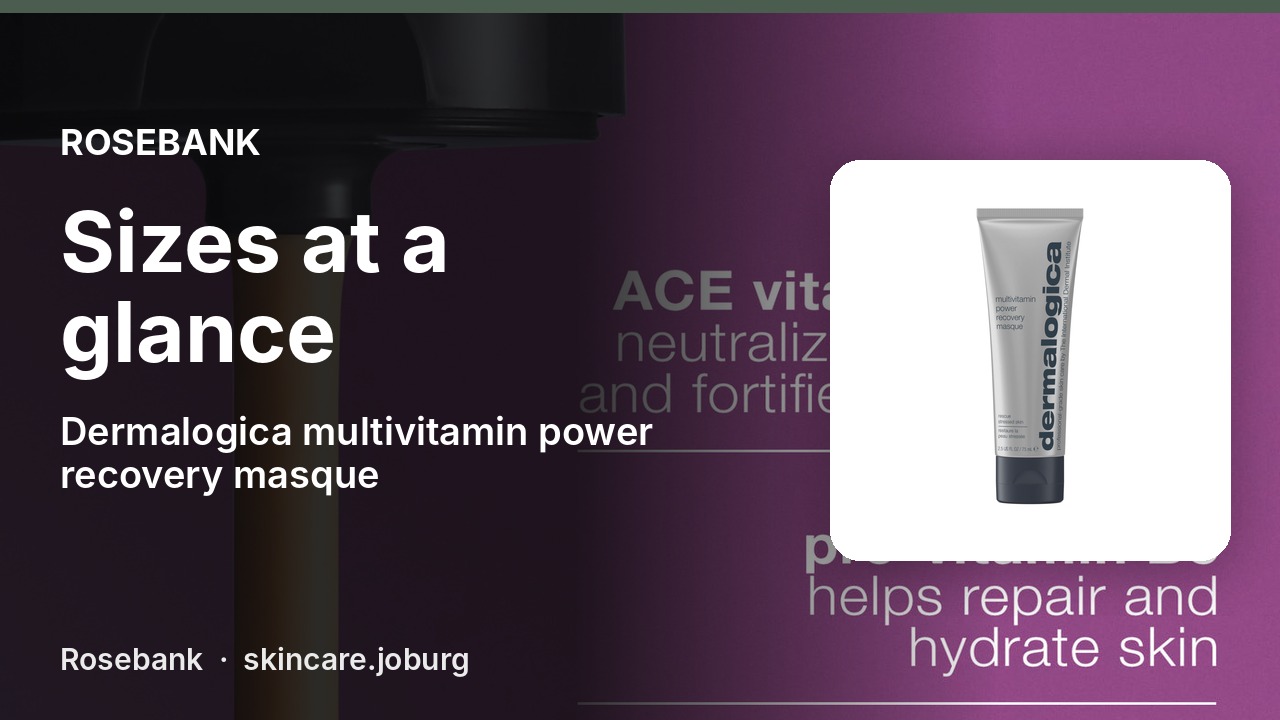 ROSEBANK
Sizes at a
glance
Dermalogica multivitamin power
recovery masque
Rosebank · skincare.joburg
ACE
neutraliz
and fortifie
helps repair and
hydrate skin
multivitamin
power
recovery
masque
dermalogica